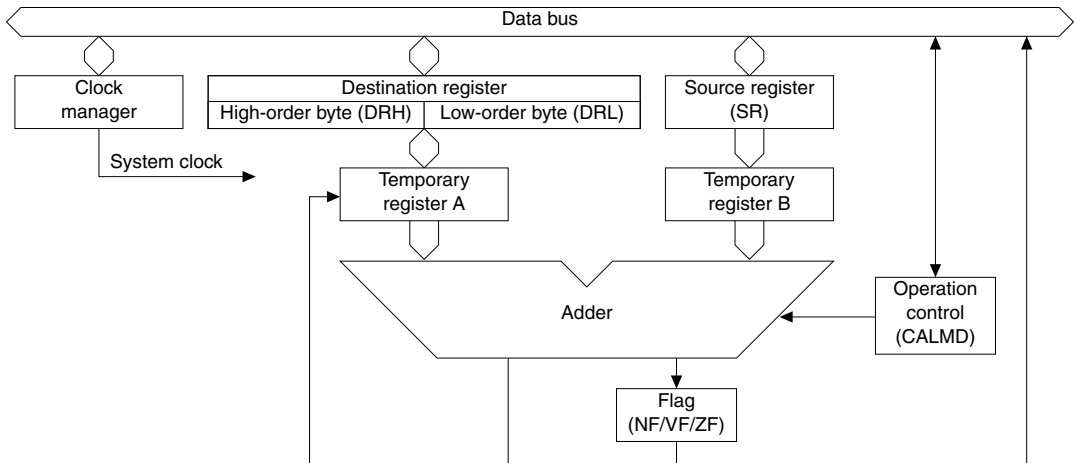 Data bus
Clock
manager
Destination register
High-order byte (DRH)
Low-order byte (DRL)
Source register
(SR)
System clock
Temporary
register A
Temporary
register B
Adder
Operation
control
(CALMD)
Flag
(NF/VF/ZF)